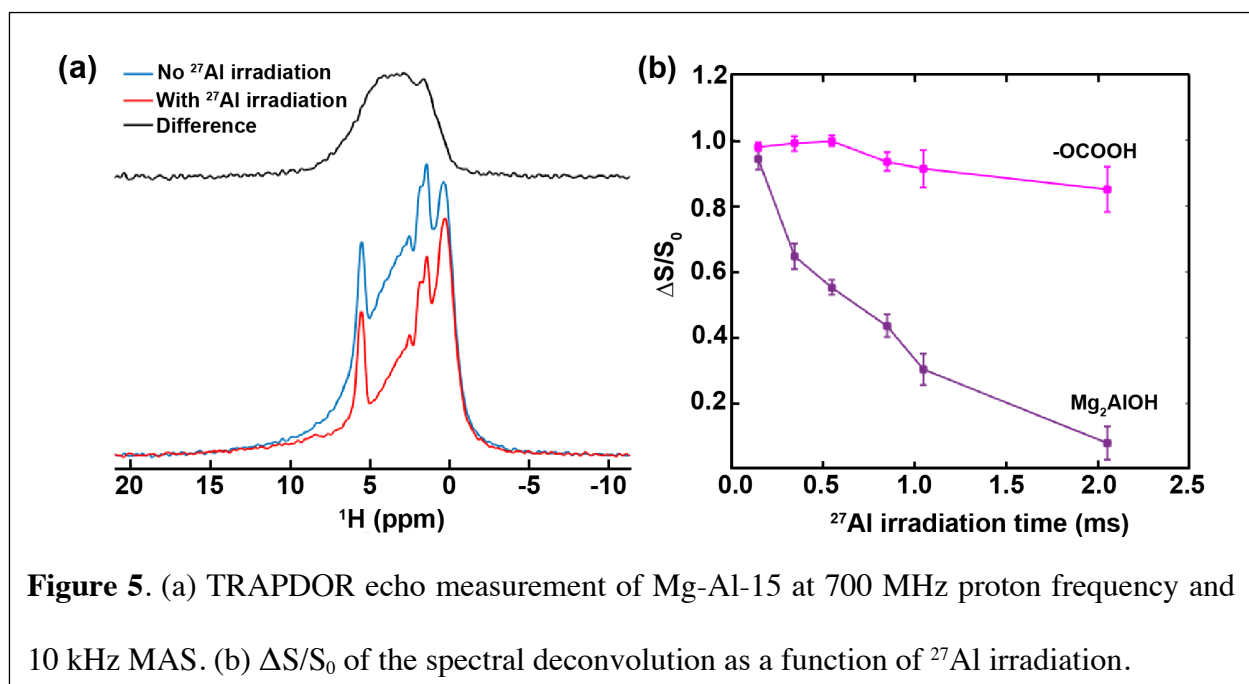 (a)
No ²⁷Al irradiation
With ²⁷Al irradiation
Difference
20 15 10 5 0 -5 -10
¹H (ppm)
(b)
1.2
1.0
0.8
0.6
0.4
0.2
ΔS/S₀
-OCOOH
Mg₂AlOH
0.0 0.5 1.0 1.5 2.0 2.5
²⁷Al irradiation time (ms)
Figure 5. (a) TRAPDOR echo measurement of Mg-Al-15 at 700 MHz proton frequency and
10 kHz MAS. (b) ΔS/S₀ of the spectral deconvolution as a function of ²⁷Al irradiation.